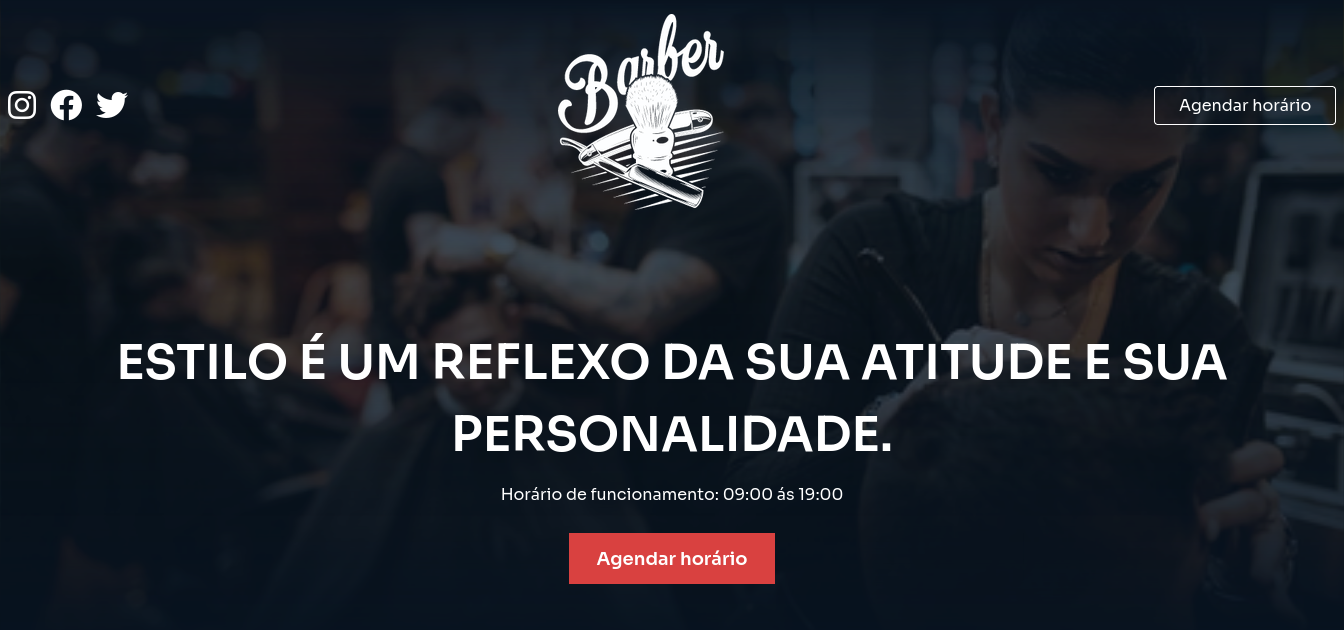 Barber
Agendar horário
ESTILO É UM REFLEXO DA SUA ATITUDE E SUA
PERSONALIDADE.
Horário de funcionamento: 09:00 ás 19:00
Agendar horário